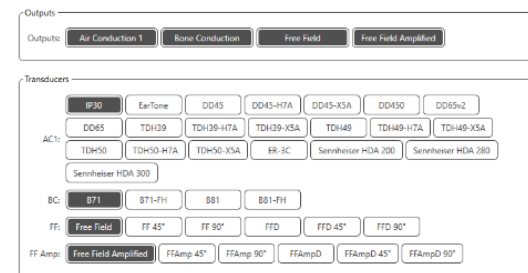 Outputs
Outputs: Air Conduction 1 Bone Conduction Free Field Free Field Amplified
Transducers
IP30 EarTone DD45 DD45-H7A DD45-X5A DD450 DD65v2
AC1: DD65 TDH39 TDH39-H7A TDH39-X5A TDH49 TDH49-H7A TDH49-X5A
TDH50 TDH50-H7A TDH50-X5A ER-3C Sennheiser HDA 200 Sennheiser HDA 280
Sennheiser HDA 300
BC: B71 B71-FH B81 B81-FH
FF: Free Field FF 45° FF 90° FFD FFD 45° FFD 90°
FF Amp: Free Field Amplified FFAmp 45° FFAmp 90° FFAmpD FFAmpD 45° FFAmpD 90°